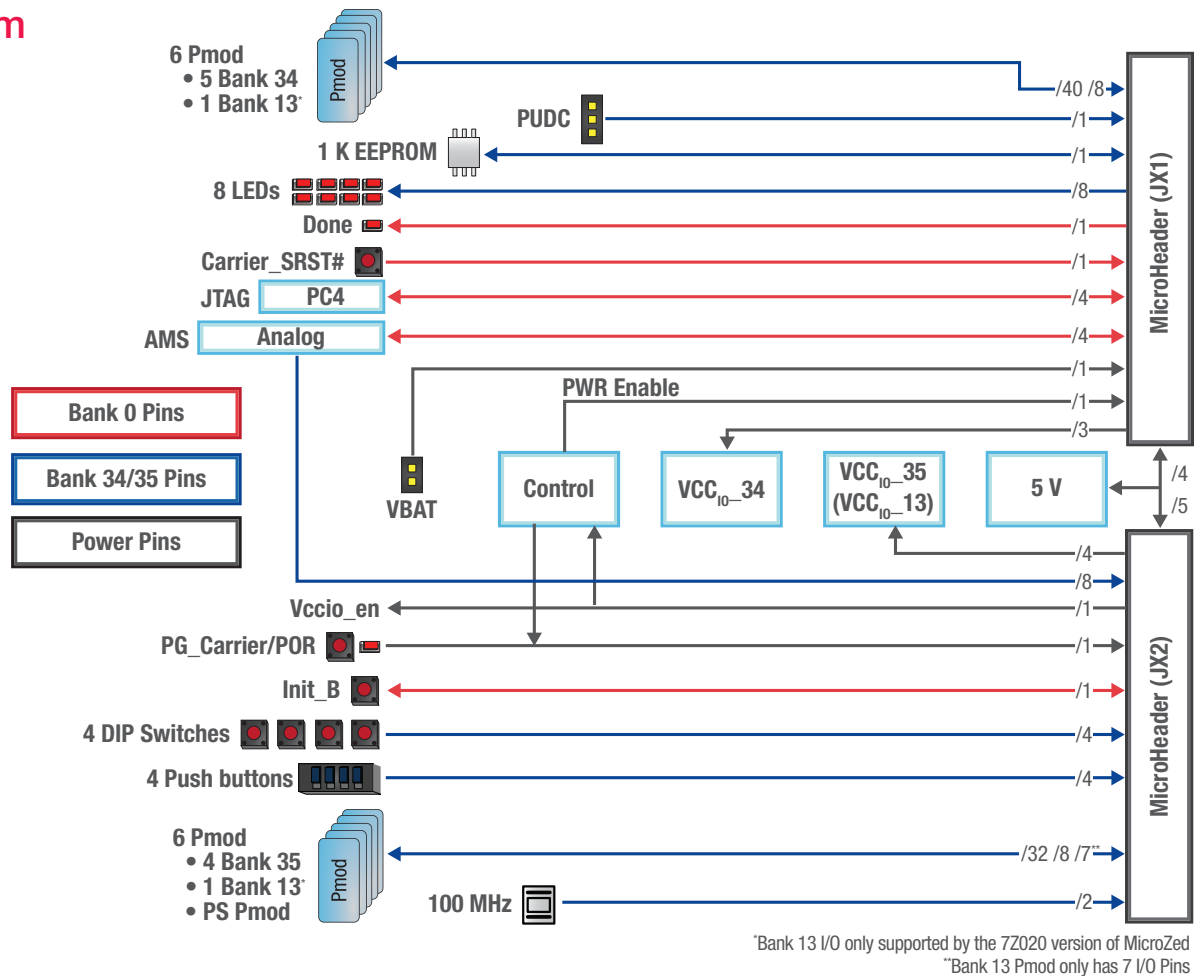 m
6 Pmod
• 5 Bank 34
• 1 Bank 13*
Pmod
/40 /8
PUDC
/1
1 K EEPROM
/1
8 LEDs
/8
Done
/1
Carrier_SRST#
/1
JTAG
PC4
/4
AMS
Analog
/4
MicroHeader (JX1)
/1
PWR Enable
/1
/3
Bank 0 Pins
Bank 34/35 Pins
Power Pins
VBAT
Control
VCCIO_34
VCCIO_35
(VCCIO_13)
5 V
/4
/5
/4
/8
Vccio_en
/1
PG_Carrier/POR
/1
Init_B
/1
4 DIP Switches
/4
4 Push buttons
/4
MicroHeader (JX2)
6 Pmod
• 4 Bank 35
• 1 Bank 13*
• PS Pmod
Pmod
/32 /8 /7**
100 MHz
/2
*Bank 13 I/O only supported by the 7Z020 version of MicroZed
**Bank 13 Pmod only has 7 I/O Pins